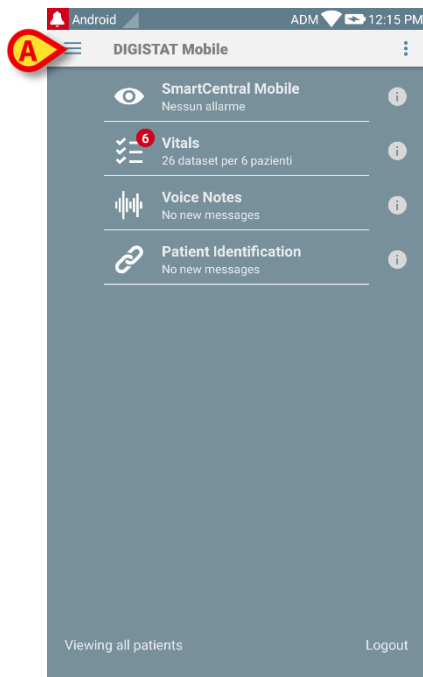 Android
ADM 12:15 PM
A
DIGISTAT Mobile
SmartCentral Mobile
Nessun allarme
6
Vitals
26 dataset per 6 pazienti
Voice Notes
No new messages
Patient Identification
No new messages
Viewing all patients
Logout